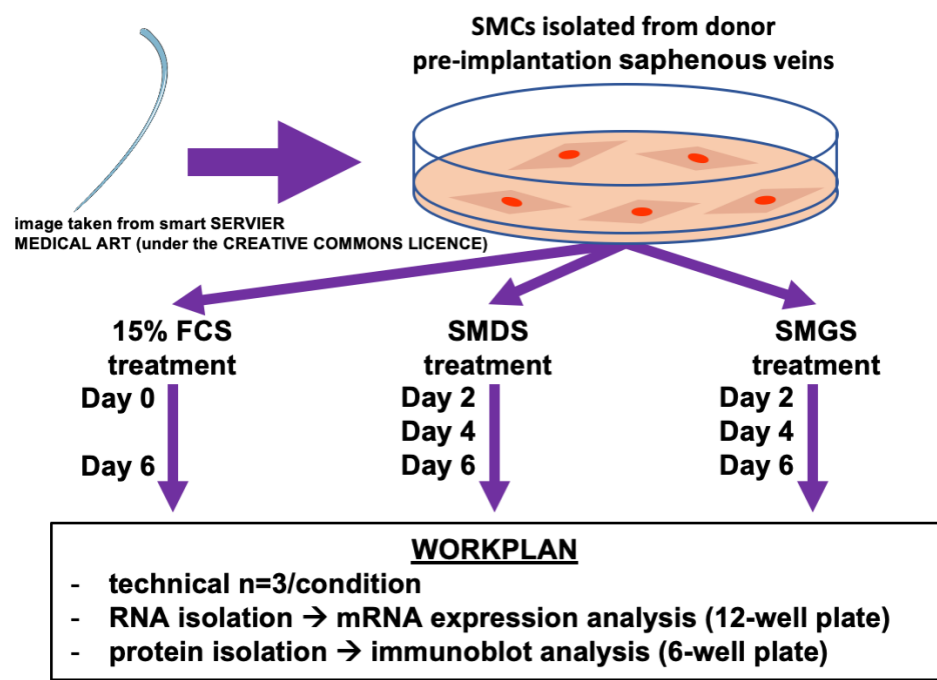 SMCs isolated from donor
pre-implantation saphenous veins
image taken from smart SERVIER
MEDICAL ART (under the CREATIVE COMMONS LICENCE)
15% FCS
treatment
Day 0
Day 6
SMDS
treatment
Day 2
Day 4
Day 6
SMGS
treatment
Day 2
Day 4
Day 6
WORKPLAN
- technical n=3/condition
- RNA isolation → mRNA expression analysis (12-well plate)
- protein isolation → immunoblot analysis (6-well plate)